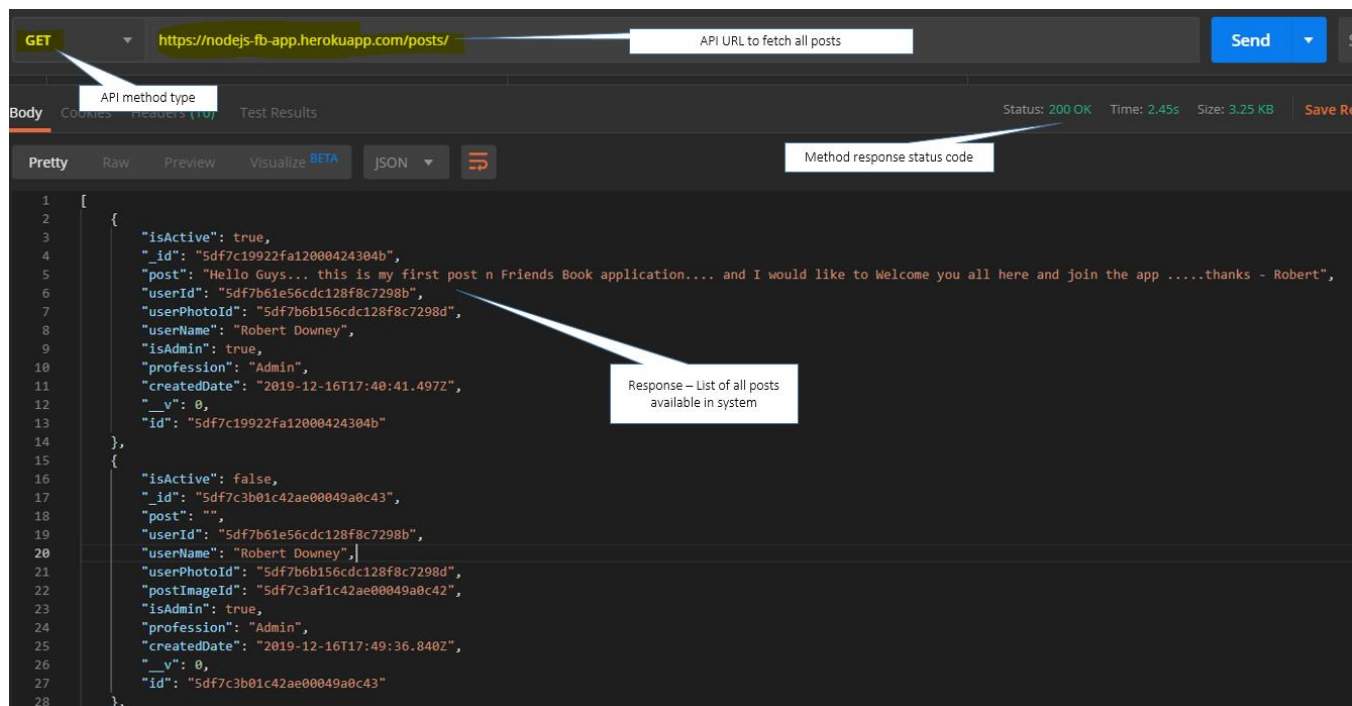 GET https://nodejs-fb-app.herokuapp.com/posts/ API URL to fetch all posts Send
API method type
Body Cookies Headers (10) Test Results Status: 200 OK Time: 2.45s Size: 3.25 KB Save Re
Pretty Raw Preview Visualize BETA JSON Method response status code
1 [
2 {
3 "isActive": true,
4 "_id": "5df7c19922fa12000424304b",
5 "post": "Hello Guys... this is my first post n Friends Book application.... and I would like to Welcome you all here and join the app .....thanks - Robert",
6 "userId": "5df7b61e56cdc128f8c7298b",
7 "userPhotoId": "5df7b6b156cdc128f8c7298d",
8 "userName": "Robert Downey",
9 "isAdmin": true,
10 "profession": "Admin",
11 "createdDate": "2019-12-16T17:40:41.497Z",
12 "__v": 0,
13 "id": "5df7c19922fa12000424304b"
Response – List of all posts
available in system
14 },
15 {
16 "isActive": false,
17 "_id": "5df7c3b01c42ae00049a0c43",
18 "post": "",
19 "userId": "5df7b61e56cdc128f8c7298b",
20 "userName": "Robert Downey",
21 "userPhotoId": "5df7b6b156cdc128f8c7298d",
22 "postImageId": "5df7c3af1c42ae00049a0c42",
23 "isAdmin": true,
24 "profession": "Admin",
25 "createdDate": "2019-12-16T17:49:36.840Z",
26 "__v": 0,
27 "id": "5df7c3b01c42ae00049a0c43"
28 },